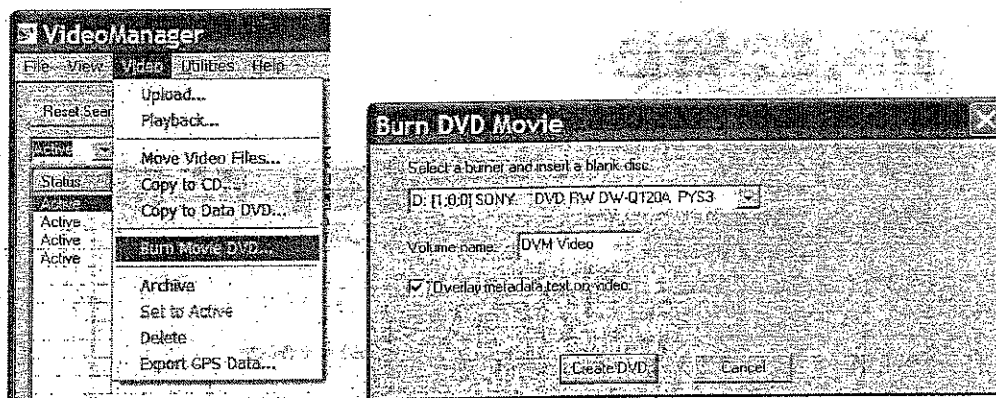 VideoManager
File View Video Utilities Help
Reset Sear
Active
Status
Active
Active
Active
Upload...
Playback...
Move Video Files...
Copy to CD...
Copy to Data DVD...
Burn Movie DVD...
Archive
Set to Active
Delete
Export GPS Data...
Burn DVD Movie
Select a burner and insert a blank disc.
D: [1:0:0] SONY DVD RW DW-Q120A PYS3
Volume name: DVM Video
Overlay metadata text on video
Create DVD Cancel